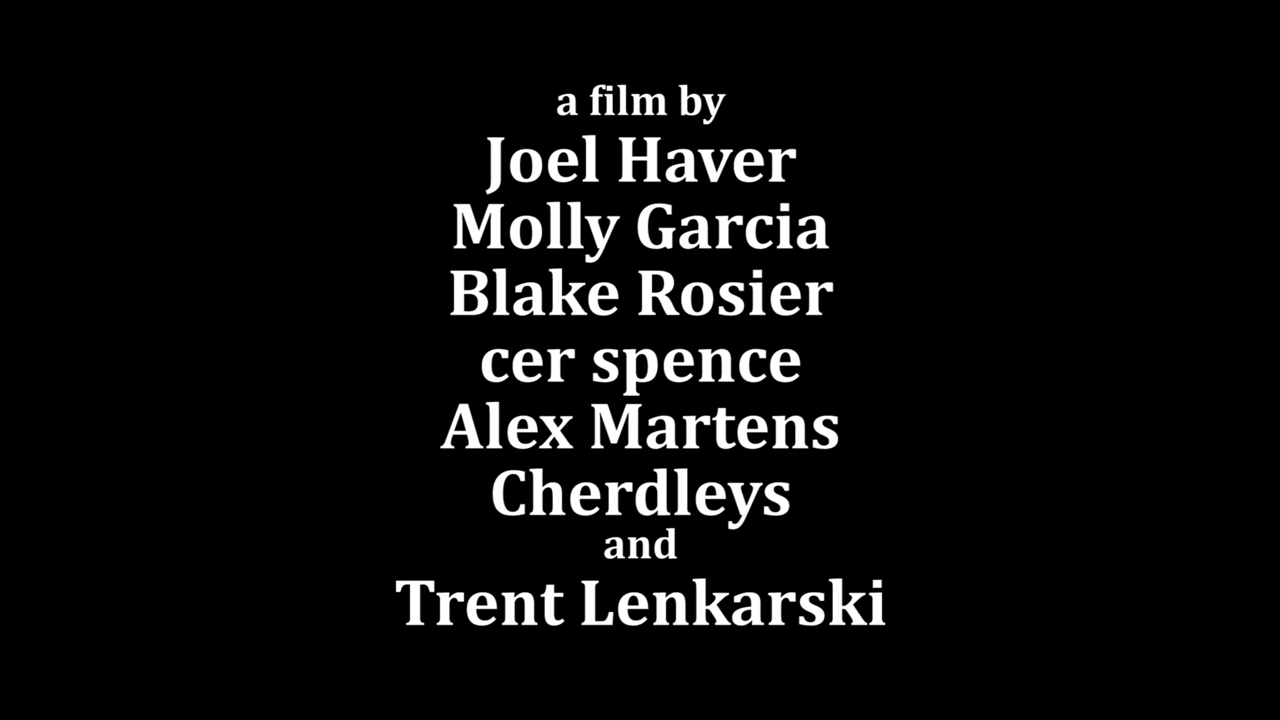 a film by
Joel Haver
Molly Garcia
Blake Rosier
cer spence
Alex Martens
Cherdleys
and
Trent Lenkarski